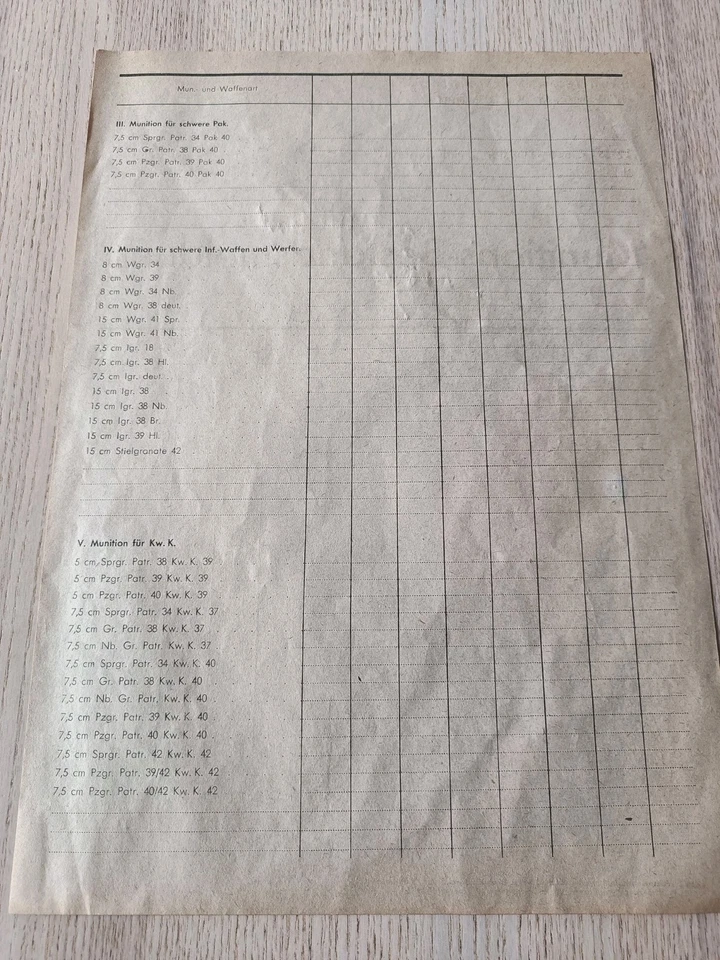 Mun.- und Waffenart
III. Munition für schwere Pak.
7,5 cm Sprgr. Patr. 34 Pak 40
7,5 cm Gr. Patr. 38 Pak 40
7,5 cm Pzgr. Patr. 39 Pak 40
7,5 cm Pzgr. Patr. 40 Pak 40
IV. Munition für schwere Inf.-Waffen und Werfer.
8 cm Wgr. 34
8 cm Wgr. 39
8 cm Wgr. 34 Nb.
8 cm Wgr. 38 deut.
15 cm Wgr. 41 Spr.
15 cm Wgr. 41 Nb.
7,5 cm Jgr. 18
7,5 cm Igr. 38 Hl.
7,5 cm Igr. deut.
15 cm Igr. 38
15 cm Igr. 38 Nb.
15 cm Igr. 38 Br.
15 cm Igr. 39 Hl.
15 cm Stielgranate 42
V. Munition für Kw. K.
5 cm Sprgr. Patr. 38 Kw. K. 39
5 cm Pzgr. Patr. 39 Kw. K. 39
5 cm Pzgr. Patr. 40 Kw. K. 39
7,5 cm Sprgr. Patr. 34 Kw. K. 37
7,5 cm Gr. Patr. 38 Kw. K. 37
7,5 cm Nb. Gr. Patr. Kw. K. 37
7,5 cm Sprgr. Patr. 34 Kw. K. 40
7,5 cm Gr. Patr. 38 Kw. K. 40
7,5 cm Nb. Gr. Patr. Kw. K. 40
7,5 cm Pzgr. Patr. 39 Kw. K. 40
7,5 cm Pzgr. Patr. 40 Kw. K. 40
7,5 cm Sprgr. Patr. 42 Kw. K. 42
7,5 cm Pzgr. Patr. 39/42 Kw. K. 42
7,5 cm Pzgr. Patr. 40/42 Kw. K. 42